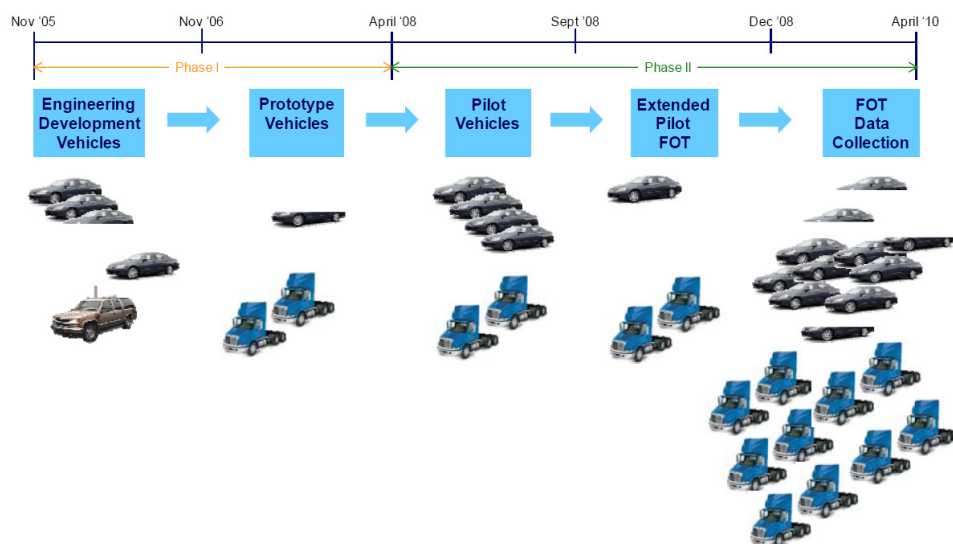 Nov ‘05
Nov ‘06
April ‘08
Sept ‘08
Dec ‘08
April ‘10
Phase I
Phase II
Engineering
Development
Vehicles
Prototype
Vehicles
Pilot
Vehicles
Extended
Pilot
FOT
FOT
Data
Collection